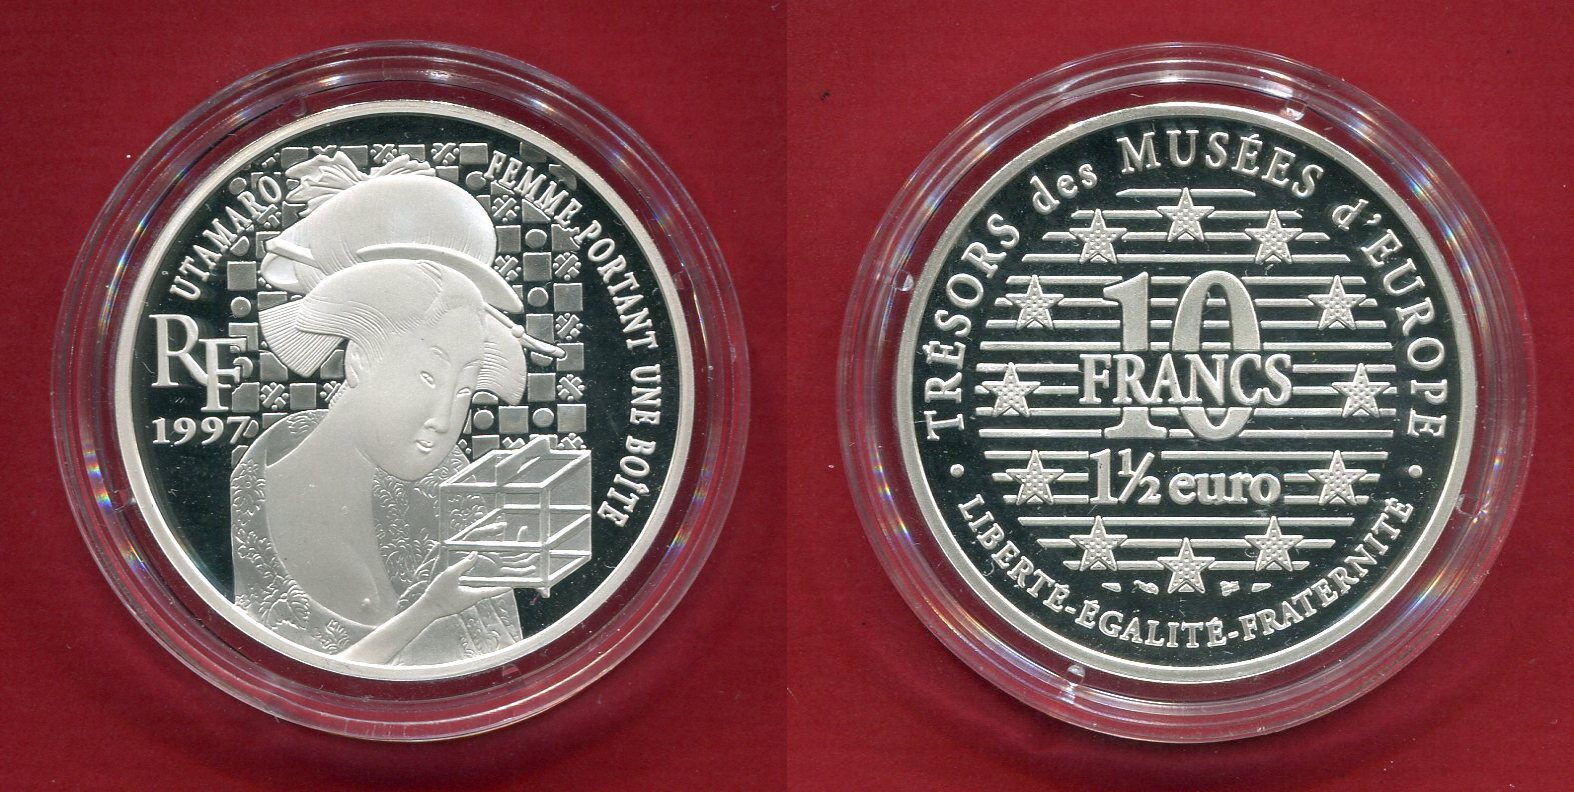 UTAMARO
FEMME PORTANT UNE BOÎTE
RF
1997
TRÉSORS des MUSÉES d'EUROPE
10
FRANCS
1½ euro
• LIBERTÉ-ÉGALITÉ-FRATERNITÉ •